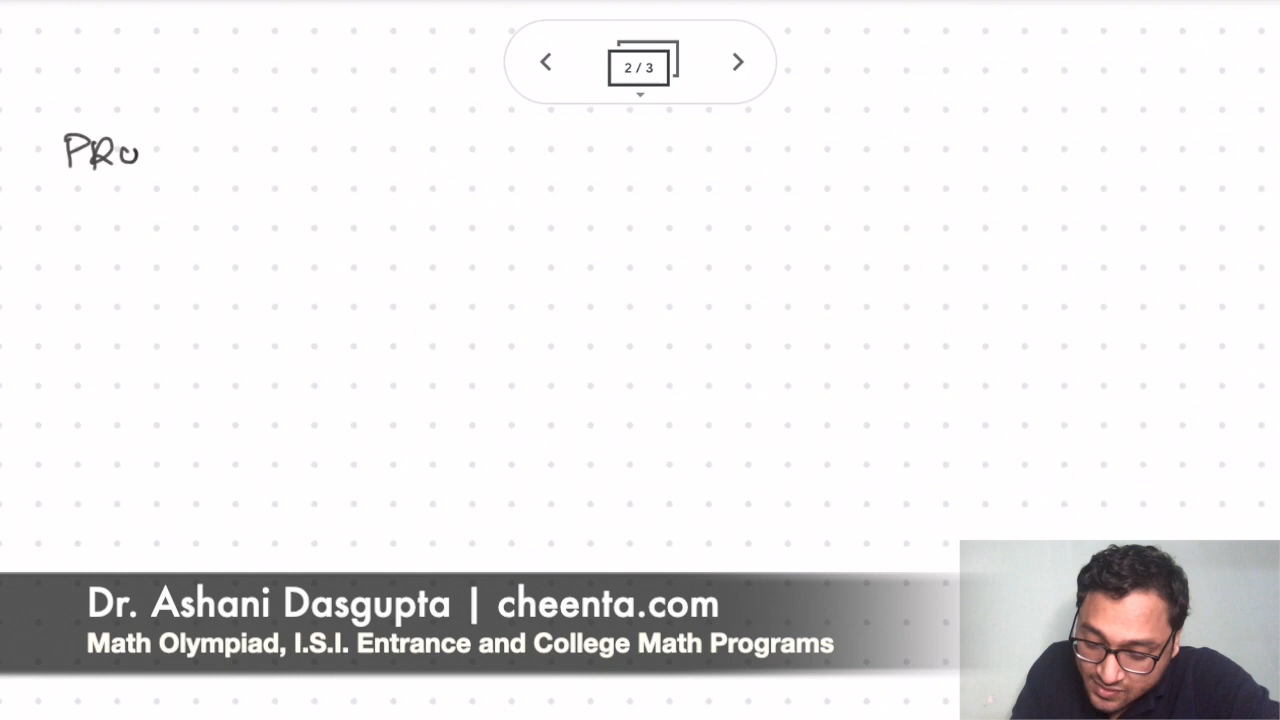 2 / 3
PRO
Dr. Ashani Dasgupta | cheenta.com
Math Olympiad, I.S.I. Entrance and College Math Programs